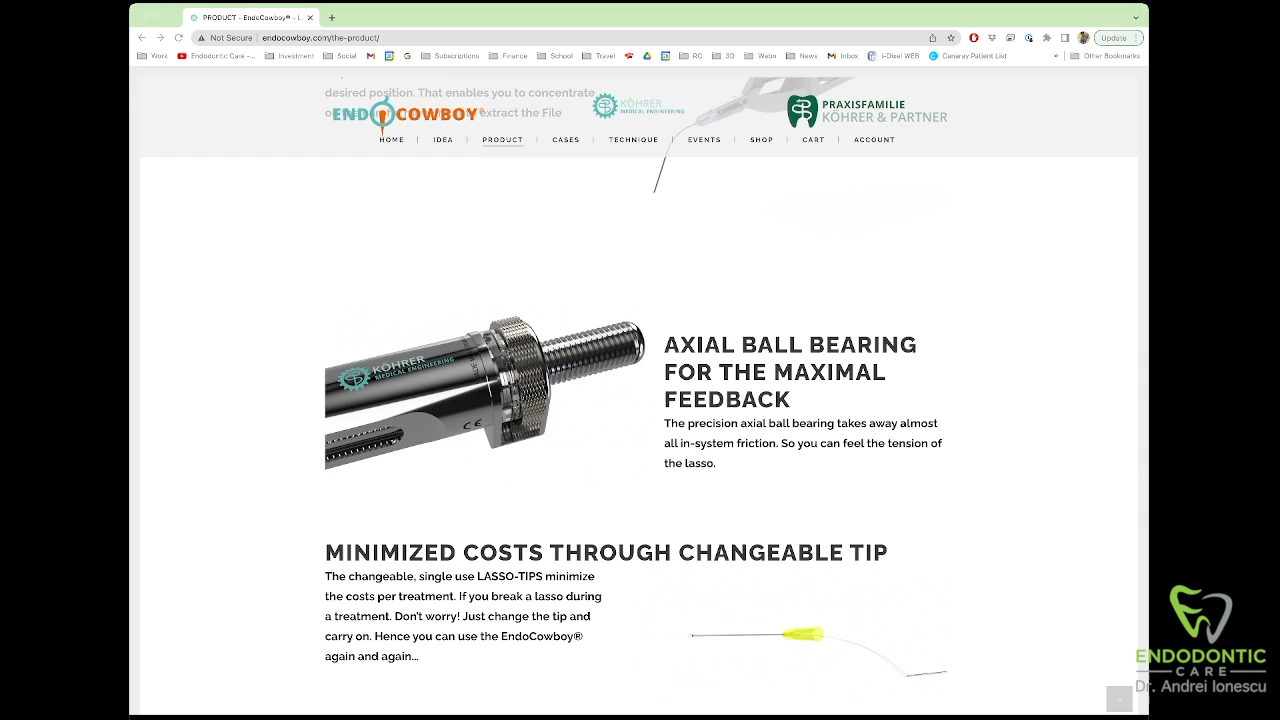 PRODUCT - EndoCowboy® - L
Not Secure
endocowboy.com/the-product/
Update
Work
Endodontic Care -...
Investment
Social
Subscriptions
Finance
School
Travel
RC
3D
Weton
News
Inbox
i-Dixel WEB
Canaray Patient List
Other Bookmarks
desired position. That enables you to concentrate
extract the File
ENDOCOWBOY
KÖHRER
MEDICAL ENGINEERING
PRAXISFAMILIE
KÖHRER & PARTNER
HOME
IDEA
PRODUCT
CASES
TECHNIQUE
EVENTS
SHOP
CART
ACCOUNT
KÖHRER
MEDICAL ENGINEERING
CE
AXIAL BALL BEARING
FOR THE MAXIMAL
FEEDBACK
The precision axial ball bearing takes away almost
all in-system friction. So you can feel the tension of
the lasso.
MINIMIZED COSTS THROUGH CHANGEABLE TIP
The changeable, single use LASSO-TIPS minimize
the costs per treatment. If you break a lasso during
a treatment. Don't worry! Just change the tip and
carry on. Hence you can use the EndoCowboy®
again and again...
ENDODONTIC
CARE
Dr. Andrei Ionescu